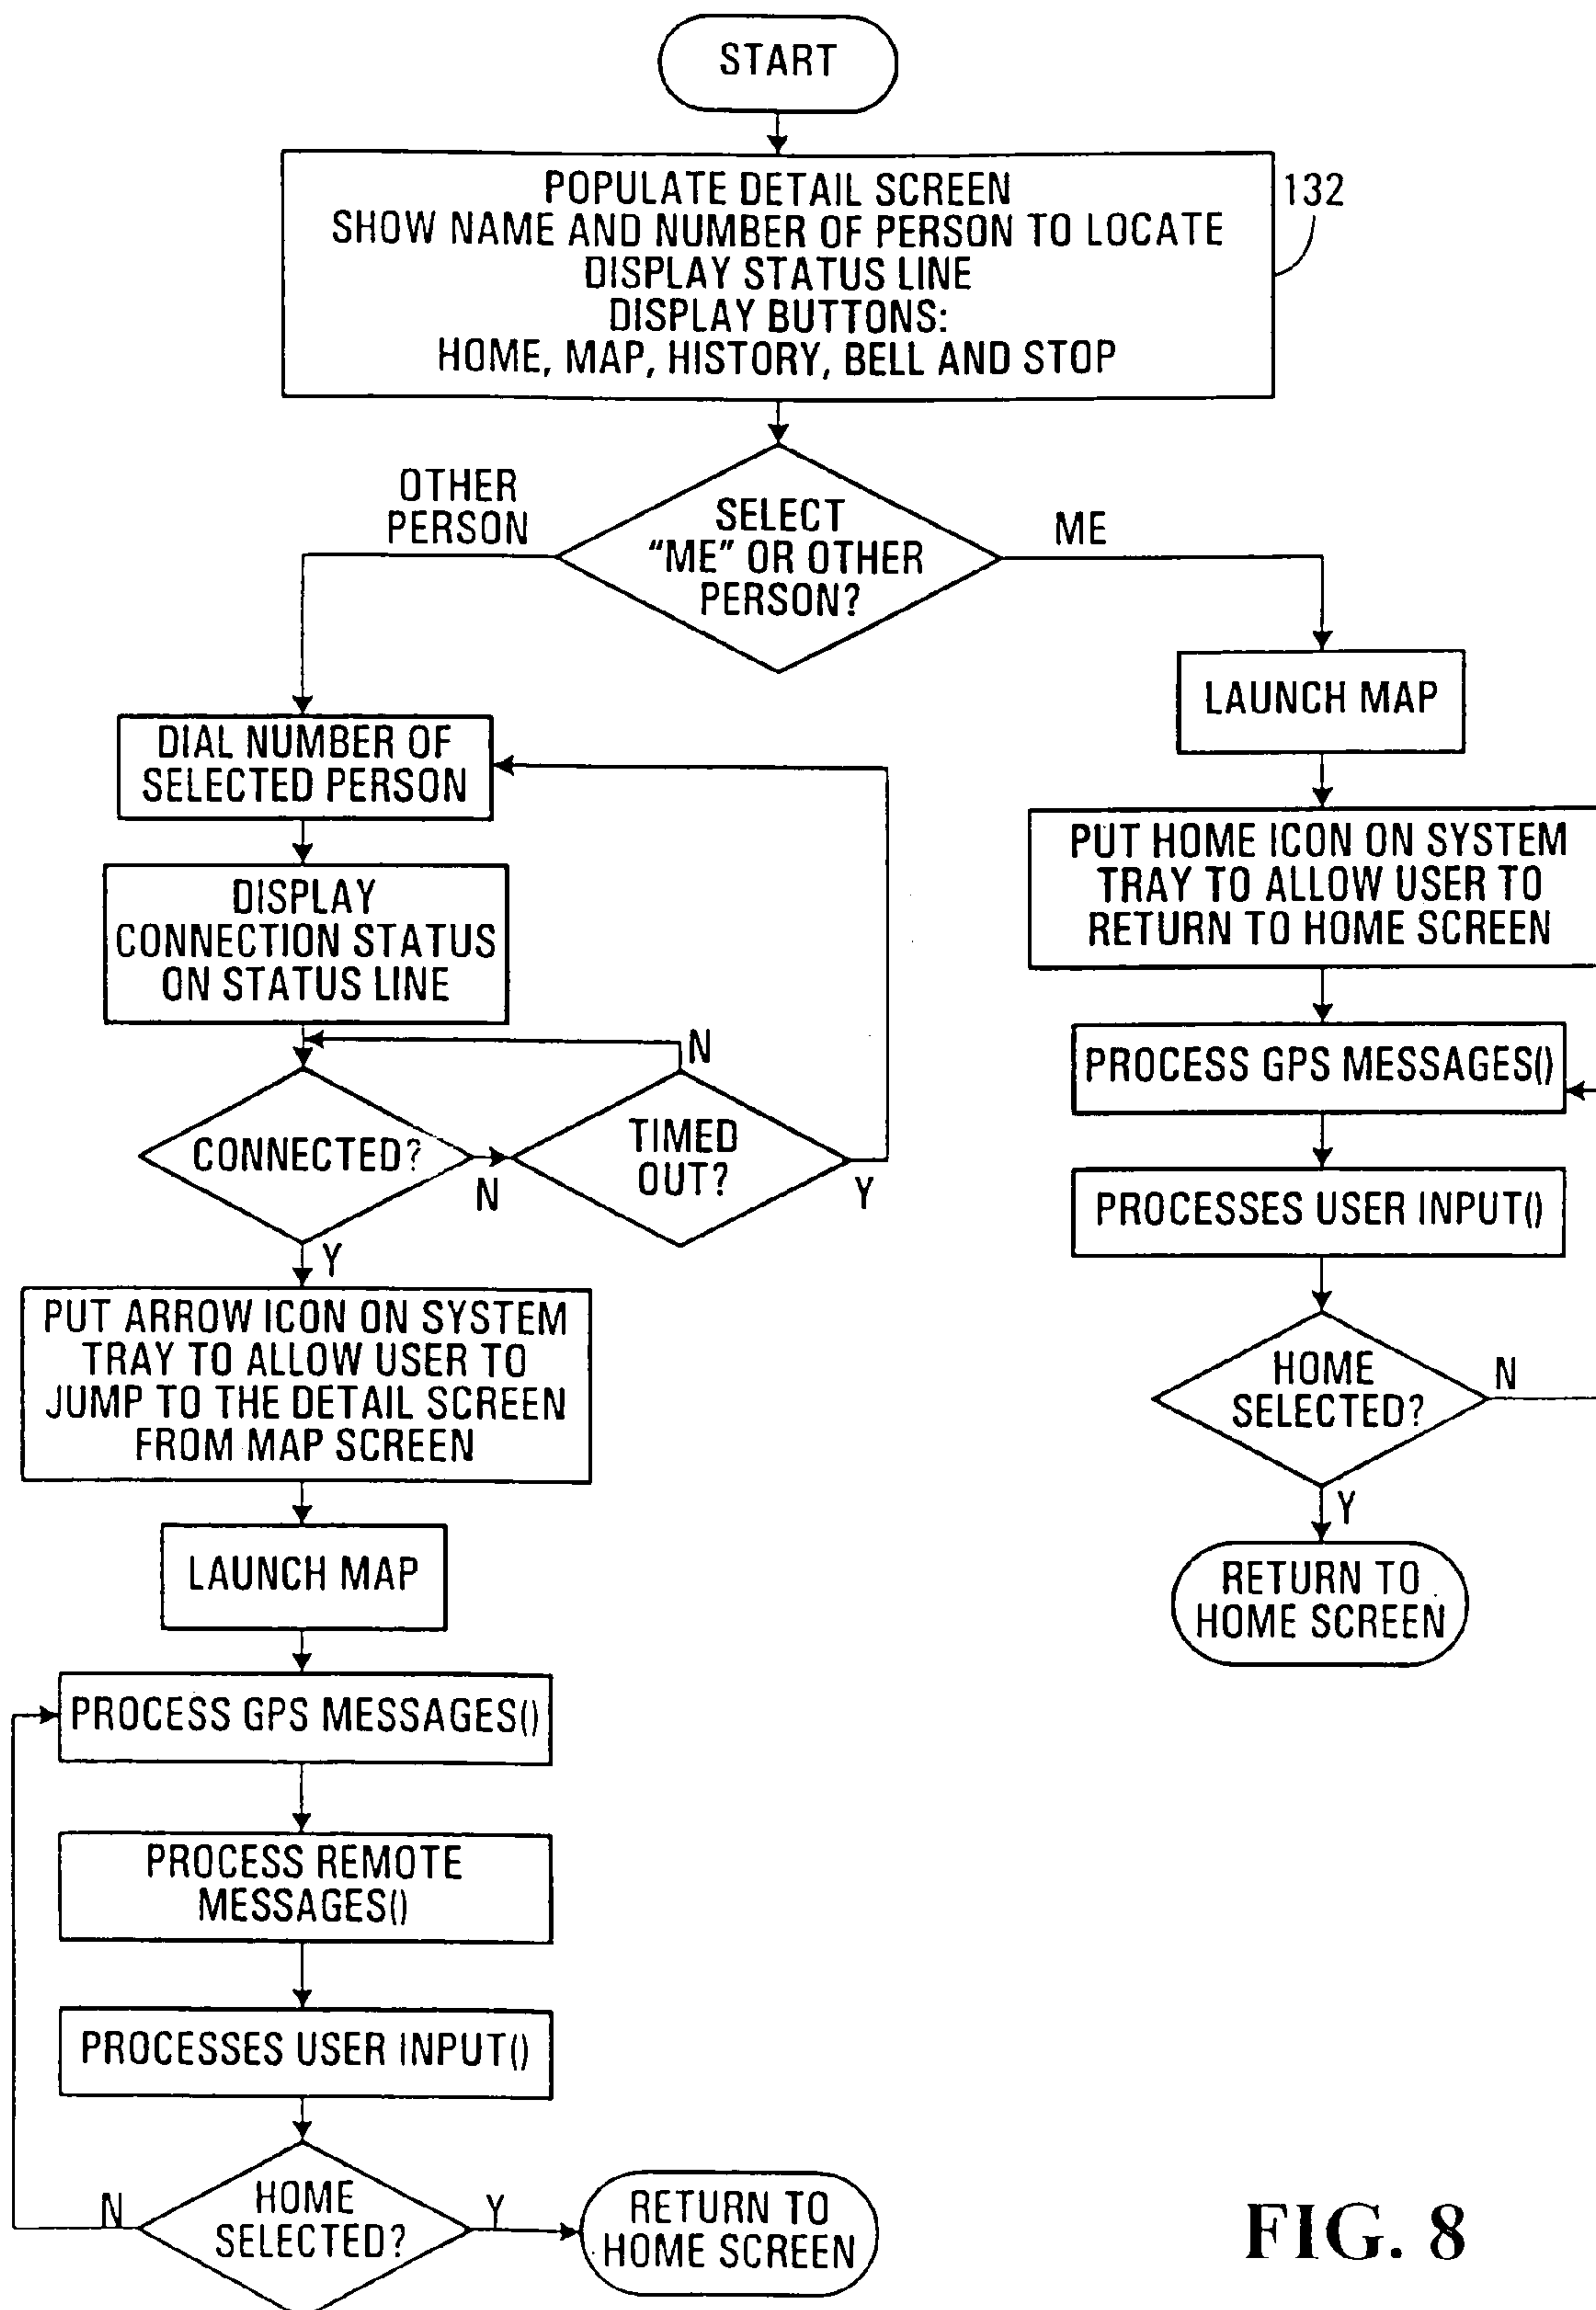 START
POPULATE DETAIL SCREEN
SHOW NAME AND NUMBER OF PERSON TO LOCATE
DISPLAY STATUS LINE
DISPLAY BUTTONS:
HOME, MAP, HISTORY, BELL AND STOP
132
OTHER
PERSON
SELECT
“ME” OR OTHER
PERSON?
ME
DIAL NUMBER OF
SELECTED PERSON
DISPLAY
CONNECTION STATUS
ON STATUS LINE
CONNECTED?
N
TIMED
OUT?
N
Y
Y
PUT ARROW ICON ON SYSTEM
TRAY TO ALLOW USER TO
JUMP TO THE DETAIL SCREEN
FROM MAP SCREEN
LAUNCH MAP
PROCESS GPS MESSAGES()
PROCESS REMOTE
MESSAGES()
PROCESSES USER INPUT()
HOME
SELECTED?
N
Y
RETURN TO
HOME SCREEN
LAUNCH MAP
PUT HOME ICON ON SYSTEM
TRAY TO ALLOW USER TO
RETURN TO HOME SCREEN
PROCESS GPS MESSAGES()
PROCESSES USER INPUT()
HOME
SELECTED?
N
Y
RETURN TO
HOME SCREEN
FIG. 8